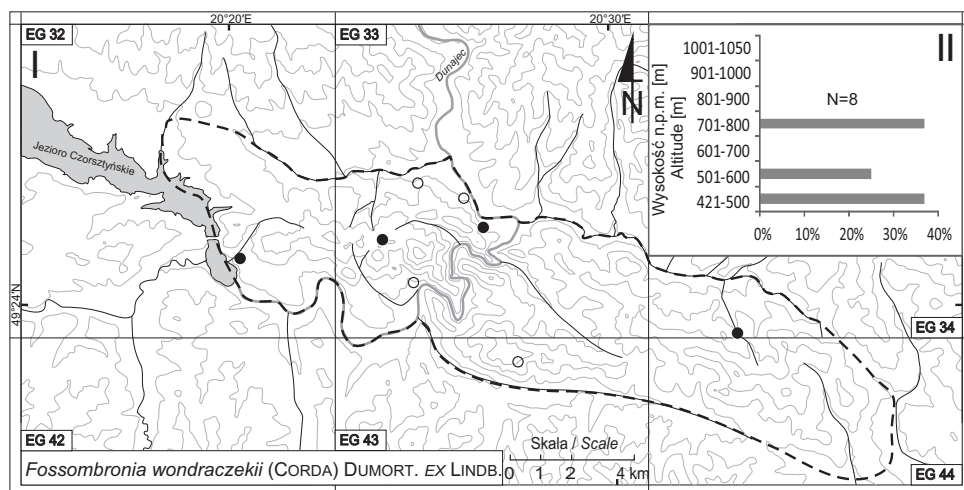 20°20'E
20°30'E
EG 32
EG 33
I
II
Dunajec
N
Jezioro Czorsztyńskie
49°24'N
Wysokość n.p.m. [m]
Altitude [m]
1001-1050
901-1000
801-900
701-800
601-700
501-600
421-500
N=8
0% 10% 20% 30% 40%
EG 34
EG 42
EG 43
EG 44
Skala / Scale
0 1 2 4 km
Fossombronia wondraczekii (CORDA) DUMORT. EX LINDB.